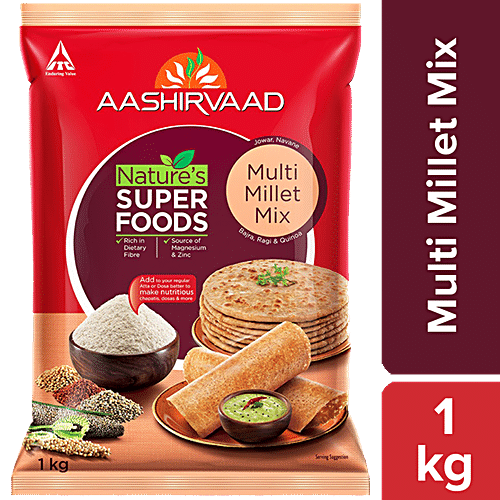 ITC
Enduring Value
AASHIRVAAD
Nature's
SUPER
FOODS
✓ Rich in
Dietary
Fibre
✓ Source of
Magnesium
& Zinc
Jowar, Navane
Multi
Millet
Mix
Bajra, Ragi & Quinoa
Add to your regular
Atta or Dosa batter to
make nutritious
chapatis, dosas & more
1 kg
Serving Suggestion
Multi Millet Mix
1
kg